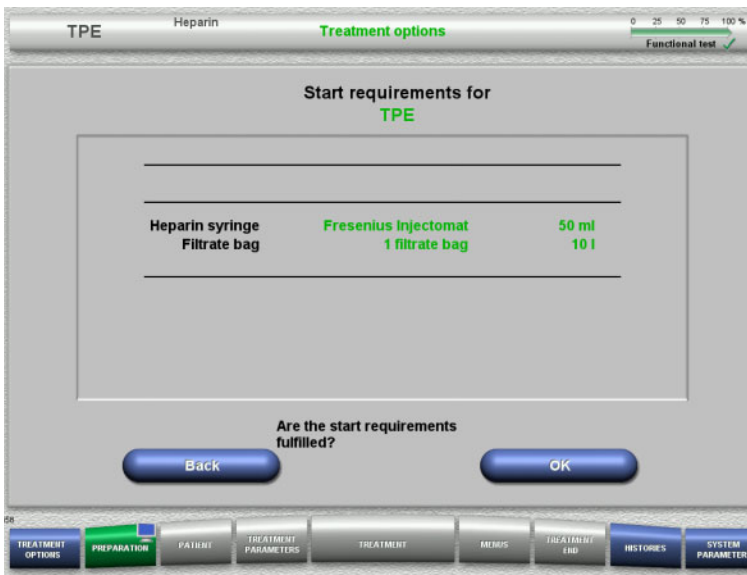 TPE
Heparin
Treatment options
0 25 50 75 100 %
Functional test
Start requirements for
TPE
Heparin syringe Fresenius Injectomat 50 ml
Filtrate bag 1 filtrate bag 10 l
Are the start requirements
fulfilled?
Back OK
TREATMENT
OPTIONS
PREPARATION
PATIENT
TREATMENT
PARAMETERS
TREATMENT
MENUS
TREATMENT
END
HISTORIES
SYSTEM
PARAMETER